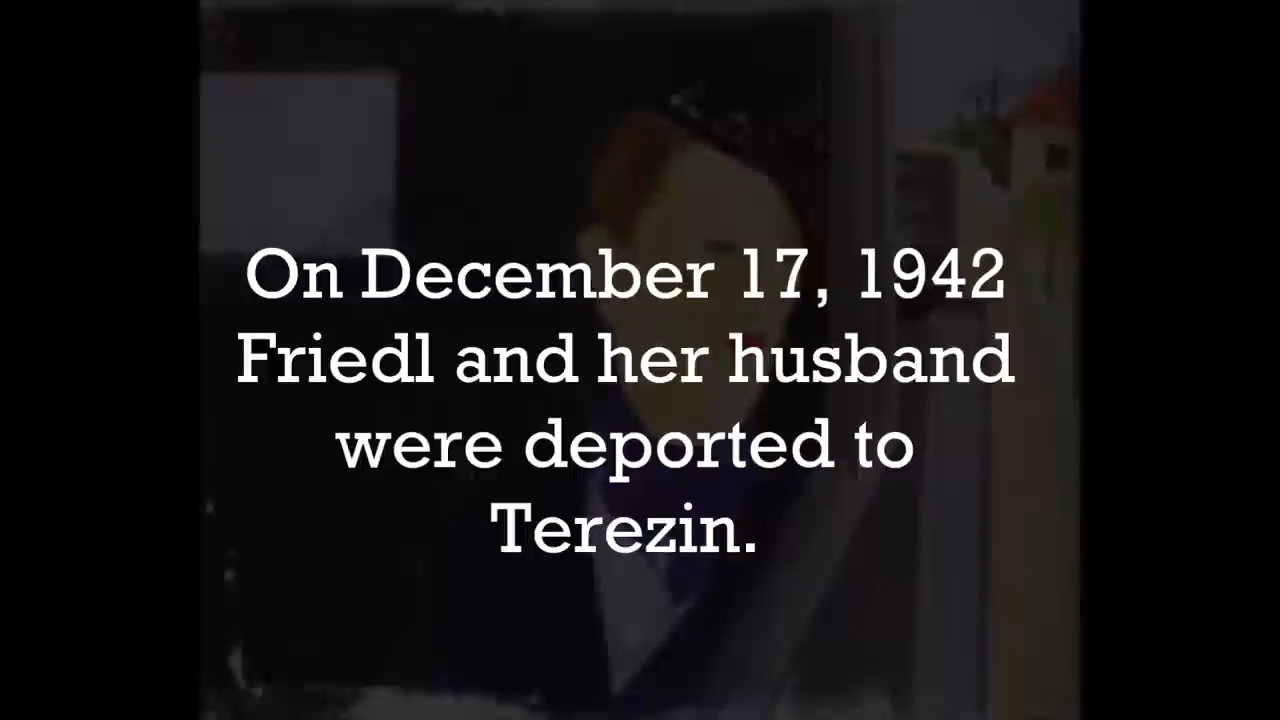 On December 17, 1942
Friedl and her husband
were deported to
Terezin.